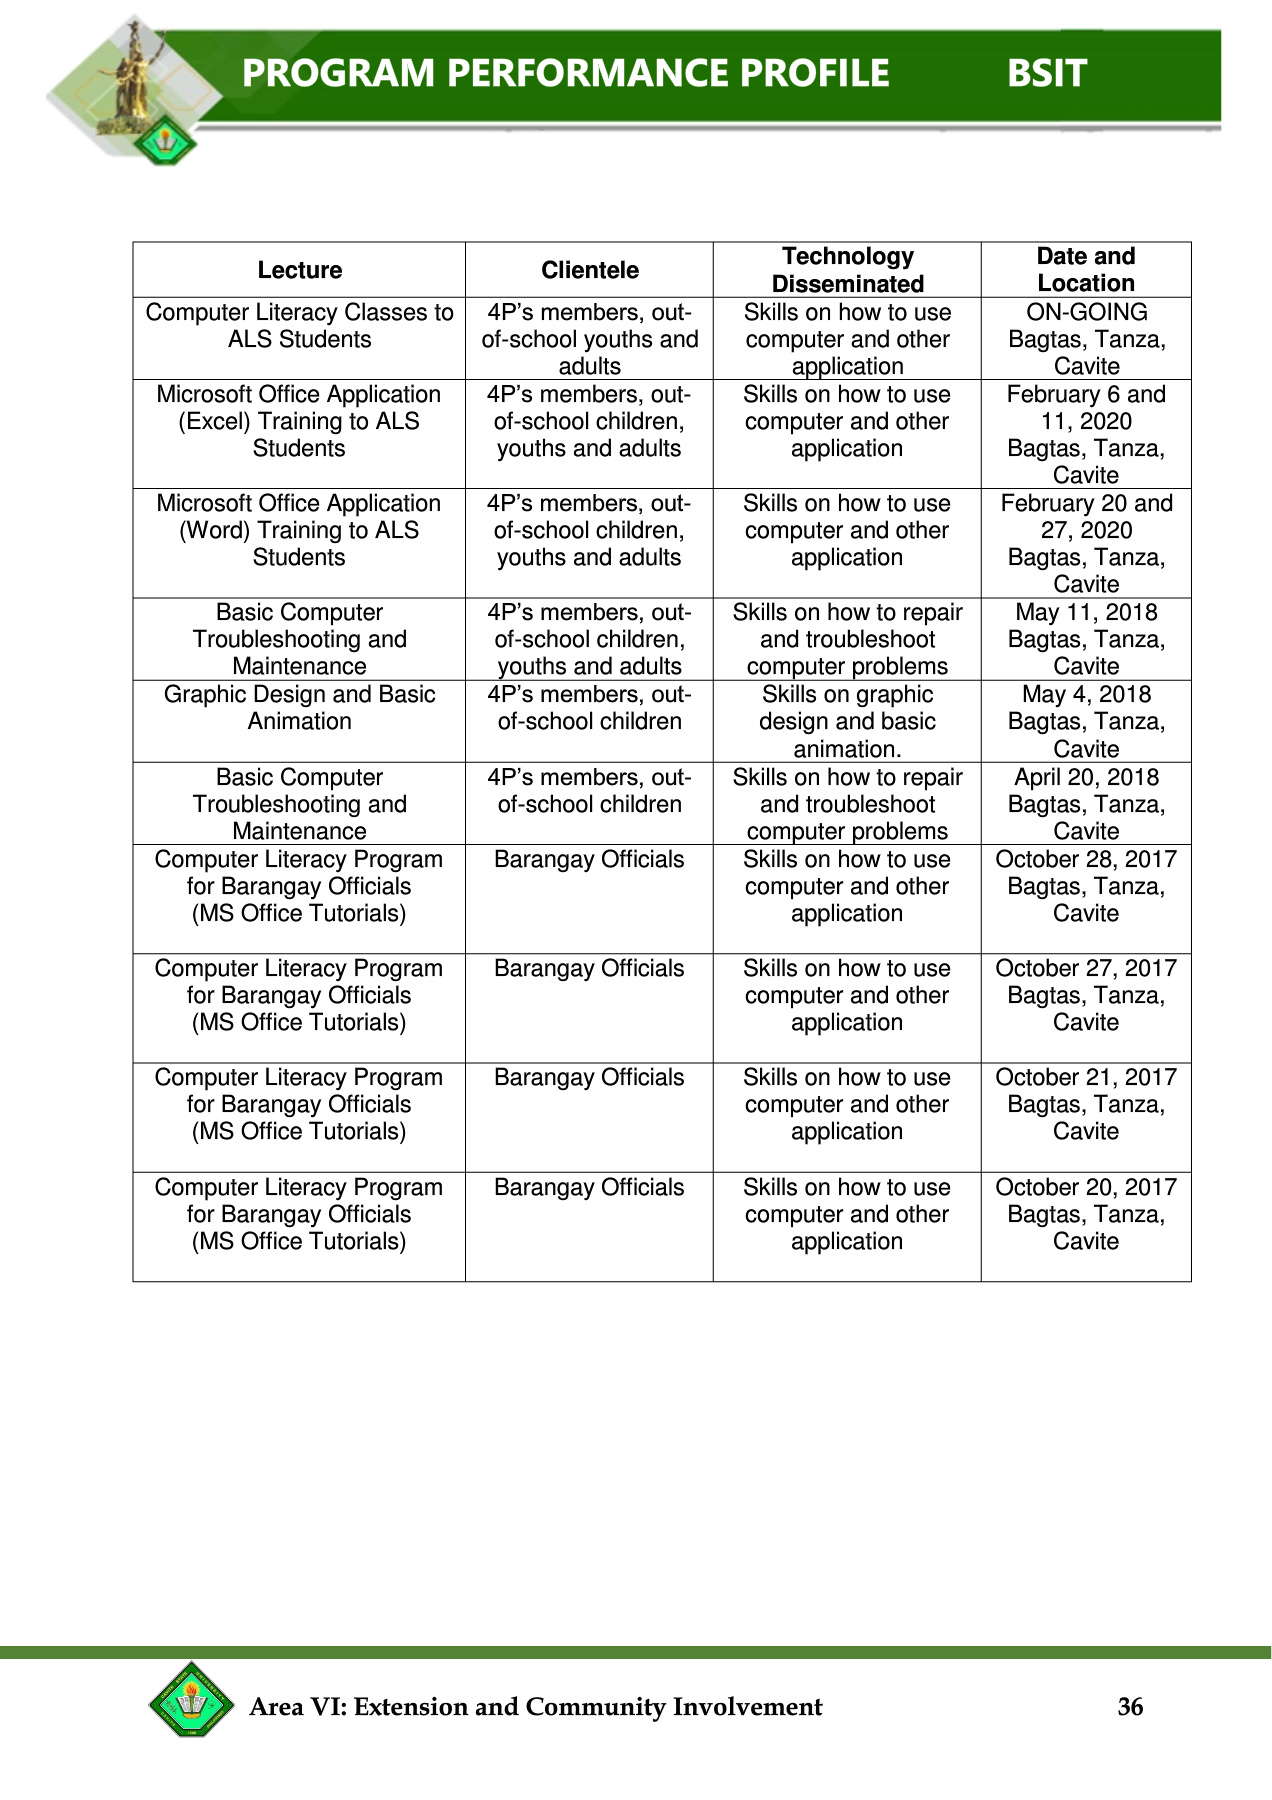 PROGRAM PERFORMANCE PROFILE BSIT
Lecture
Clientele
Technology
Disseminated
Date and
Location
Computer Literacy Classes to
ALS Students
4P’s members, out-
of-school youths and
adults
Skills on how to use
computer and other
application
ON-GOING
Bagtas, Tanza,
Cavite
Microsoft Office Application
(Excel) Training to ALS
Students
4P’s members, out-
of-school children,
youths and adults
Skills on how to use
computer and other
application
February 6 and
11, 2020
Bagtas, Tanza,
Cavite
Microsoft Office Application
(Word) Training to ALS
Students
4P’s members, out-
of-school children,
youths and adults
Skills on how to use
computer and other
application
February 20 and
27, 2020
Bagtas, Tanza,
Cavite
Basic Computer
Troubleshooting and
Maintenance
4P’s members, out-
of-school children,
youths and adults
Skills on how to repair
and troubleshoot
computer problems
May 11, 2018
Bagtas, Tanza,
Cavite
Graphic Design and Basic
Animation
4P’s members, out-
of-school children
Skills on graphic
design and basic
animation.
May 4, 2018
Bagtas, Tanza,
Cavite
Basic Computer
Troubleshooting and
Maintenance
4P’s members, out-
of-school children
Skills on how to repair
and troubleshoot
computer problems
April 20, 2018
Bagtas, Tanza,
Cavite
Computer Literacy Program
for Barangay Officials
(MS Office Tutorials)
Barangay Officials
Skills on how to use
computer and other
application
October 28, 2017
Bagtas, Tanza,
Cavite
Computer Literacy Program
for Barangay Officials
(MS Office Tutorials)
Barangay Officials
Skills on how to use
computer and other
application
October 27, 2017
Bagtas, Tanza,
Cavite
Computer Literacy Program
for Barangay Officials
(MS Office Tutorials)
Barangay Officials
Skills on how to use
computer and other
application
October 21, 2017
Bagtas, Tanza,
Cavite
Computer Literacy Program
for Barangay Officials
(MS Office Tutorials)
Barangay Officials
Skills on how to use
computer and other
application
October 20, 2017
Bagtas, Tanza,
Cavite
Area VI: Extension and Community Involvement 36